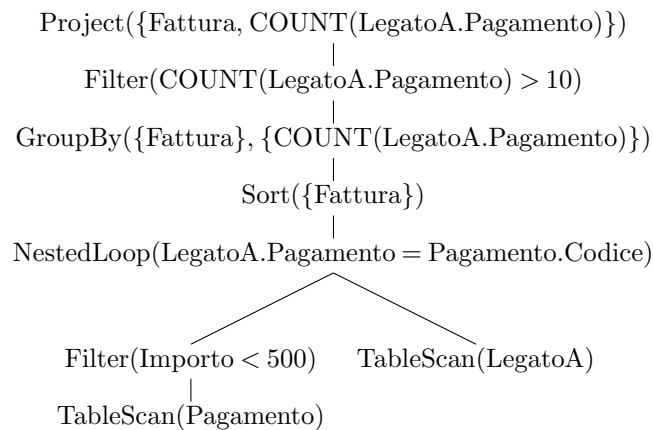 Project({Fattura, COUNT(LegatoA.Pagamento)})
Filter(COUNT(LegatoA.Pagamento) > 10)
GroupBy({Fattura}, {COUNT(LegatoA.Pagamento)})
Sort({Fattura})
NestedLoop(LegatoA.Pagamento = Pagamento.Codice)
Filter(Importo < 500) TableScan(LegatoA)
TableScan(Pagamento)